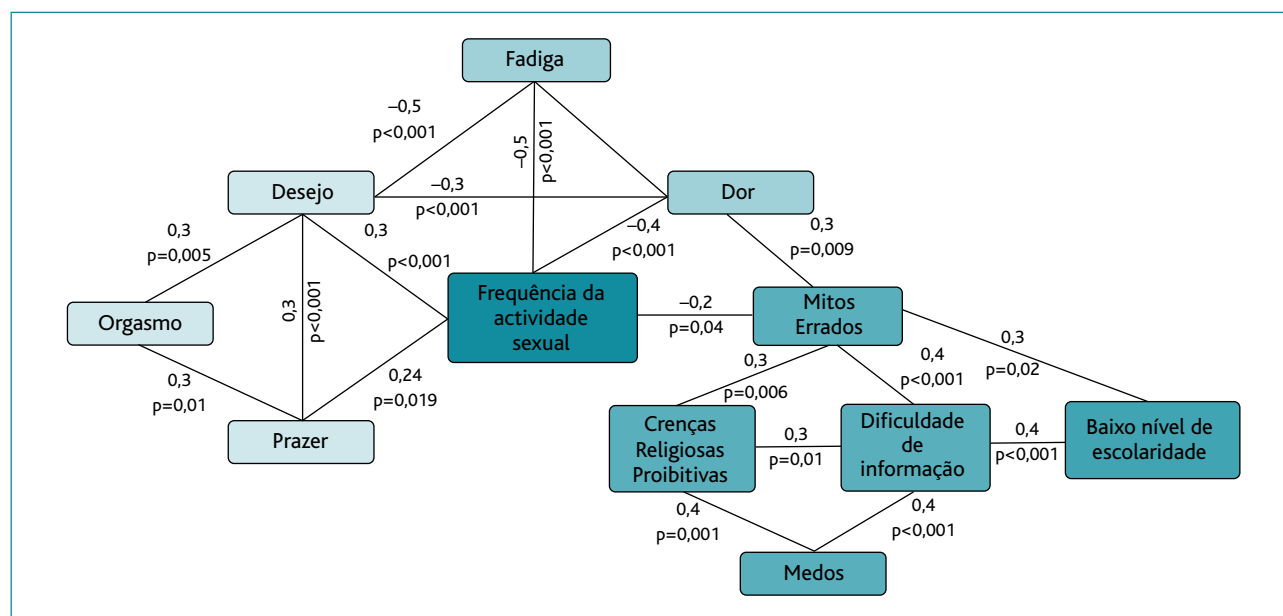 Fadiga
−0,5
p<0,001
−0,5
p<0,001
Desejo
−0,3
p<0,001
Dor
0,3
p=0,005
0,3
p<0,001
−0,4
p<0,001
0,3
p=0,009
0,3
p<0,001
Orgasmo
Frequência da
actividade
sexual
−0,2
p=0,04
Mitos
Errados
0,3
p=0,01
0,24
p=0,019
0,3
p=0,006
0,4
p<0,001
0,3
p=0,02
Prazer
Crenças
Religiosas
Proibitivas
0,3
p=0,01
Dificuldade
de
informação
0,4
p<0,001
Baixo nível de
escolaridade
0,4
p=0,001
0,4
p<0,001
Medos